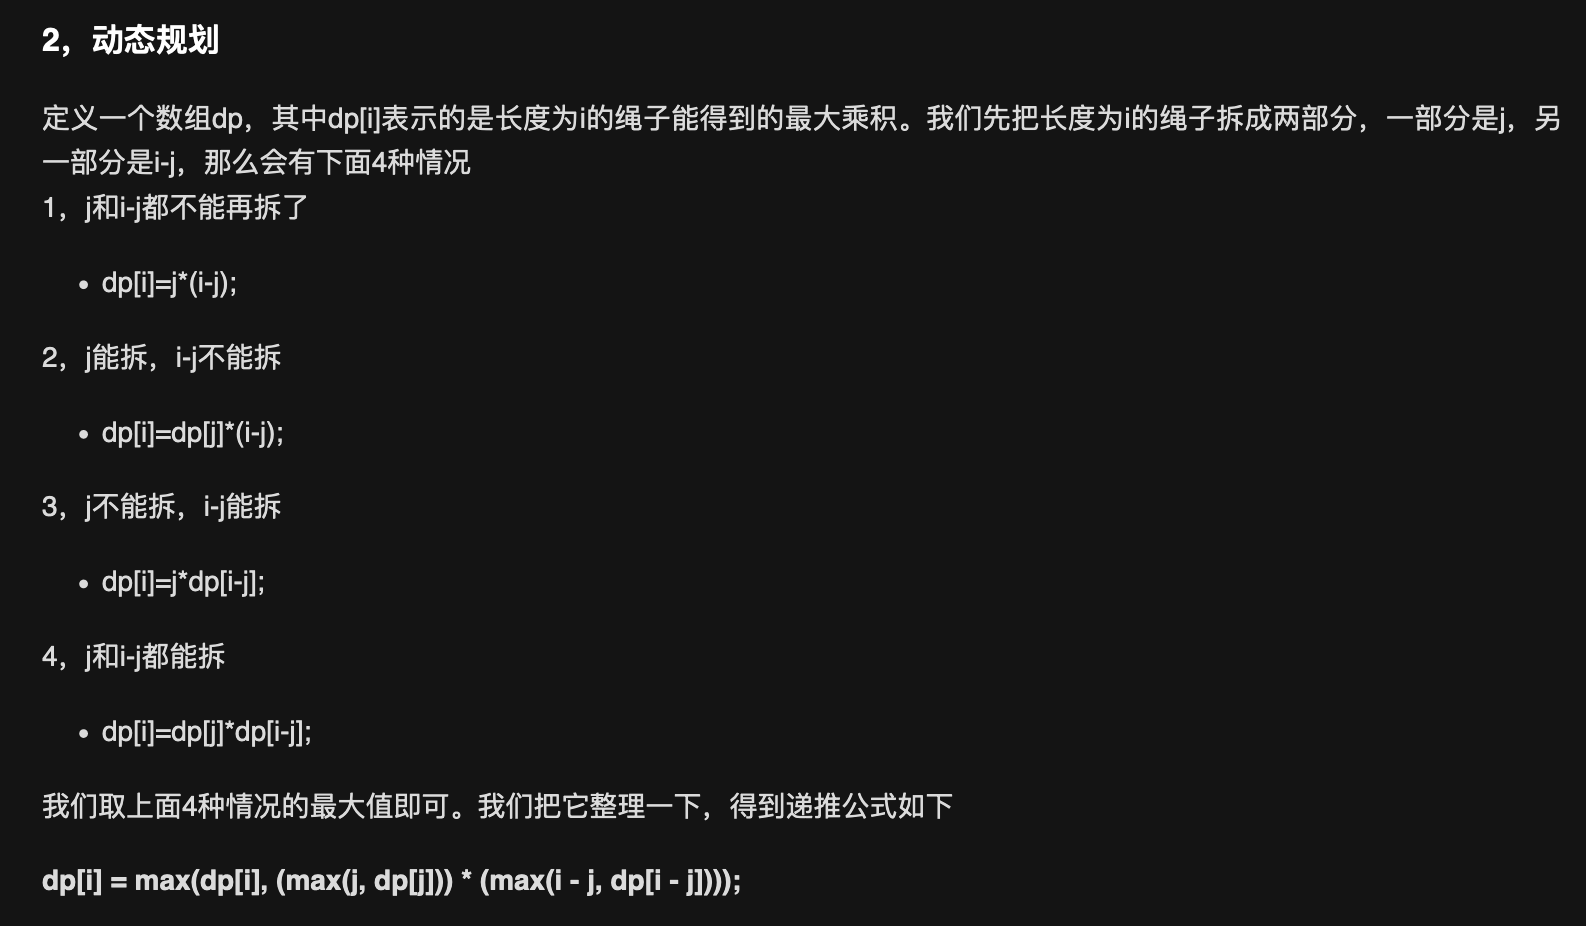 2，动态规划
定义一个数组dp，其中dp[i]表示的是长度为i的绳子能得到的最大乘积。我们先把长度为i的绳子拆成两部分，一部分是j，另
一部分是i-j，那么会有下面4种情况
1，j和i-j都不能再拆了
• dp[i]=j*(i-j);
2，j能拆，i-j不能拆
• dp[i]=dp[j]*(i-j);
3，j不能拆，i-j能拆
• dp[i]=j*dp[i-j];
4，j和i-j都能拆
• dp[i]=dp[j]*dp[i-j];
我们取上面4种情况的最大值即可。我们把它整理一下，得到递推公式如下
dp[i] = max(dp[i], (max(j, dp[j])) * (max(i - j, dp[i - j])));